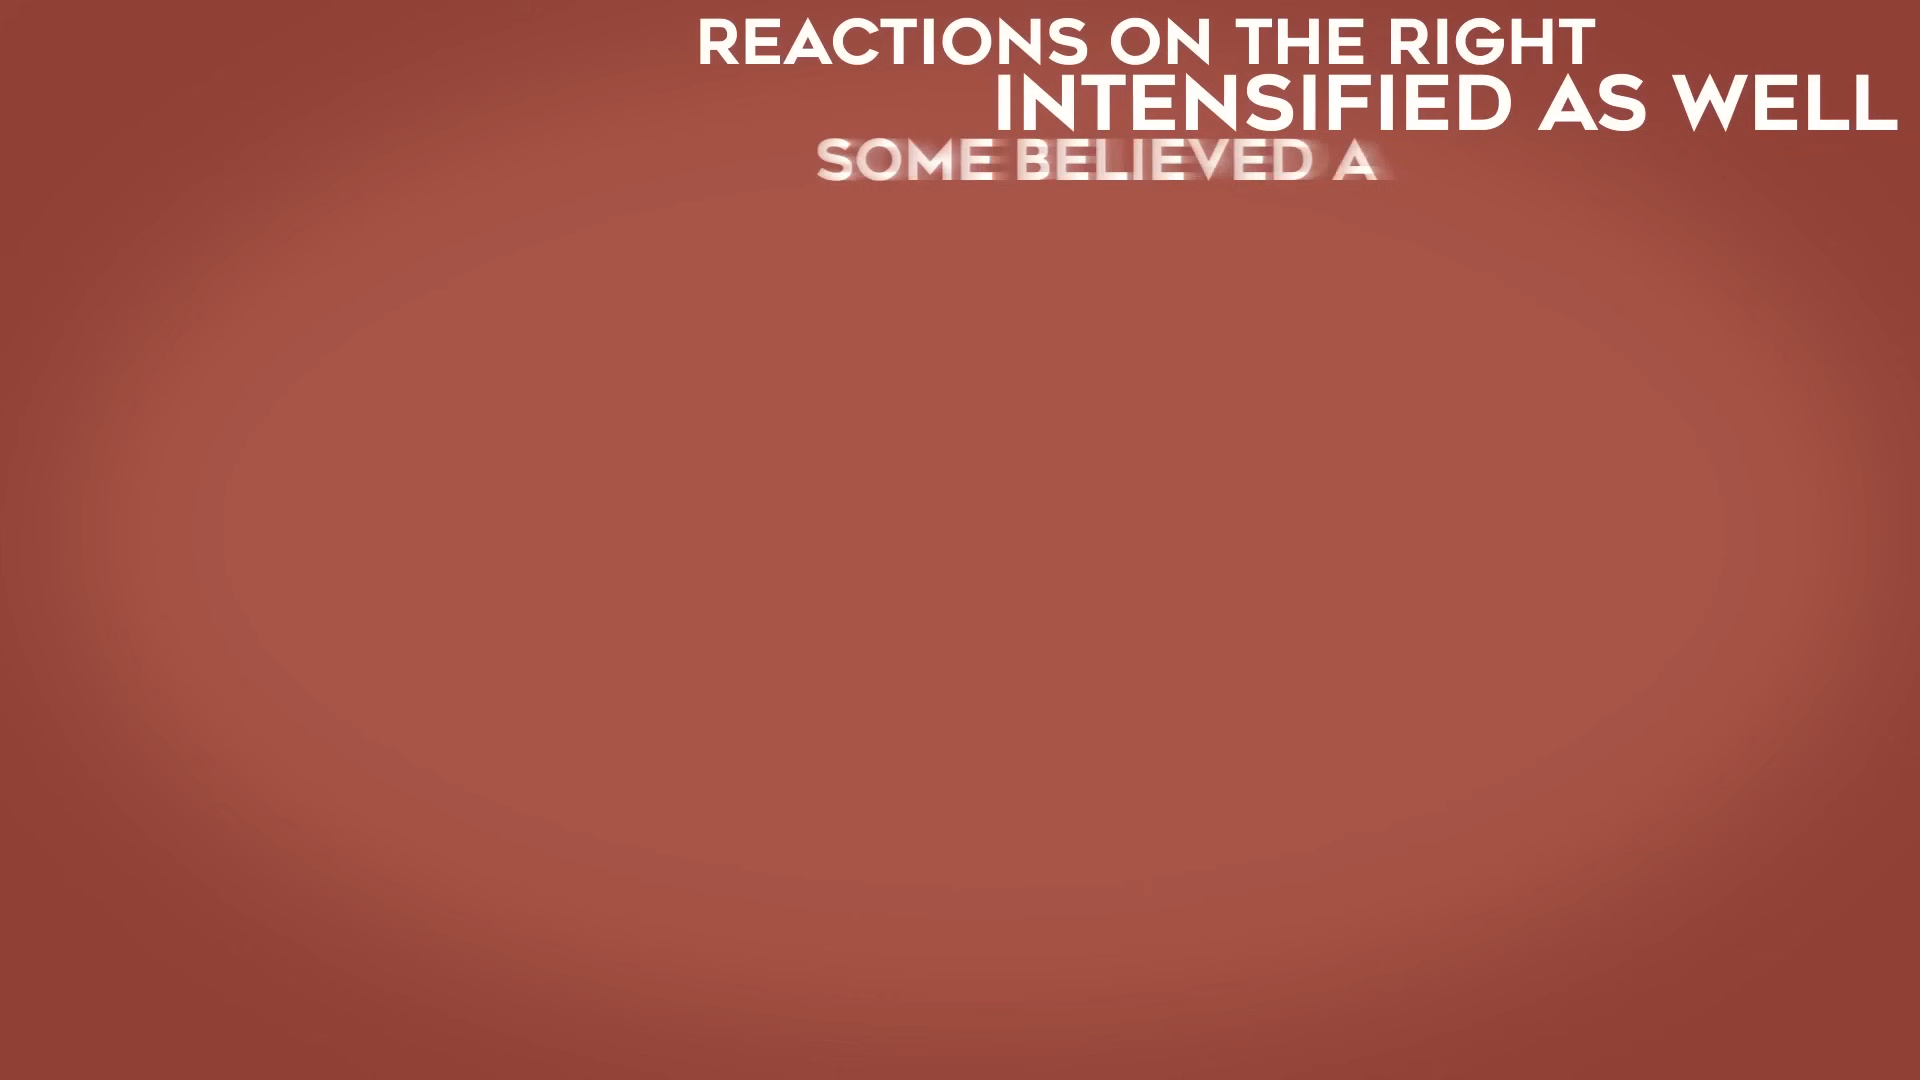 REACTIONS ON THE RIGHT
INTENSIFIED AS WELL
SOME BELIEVED A